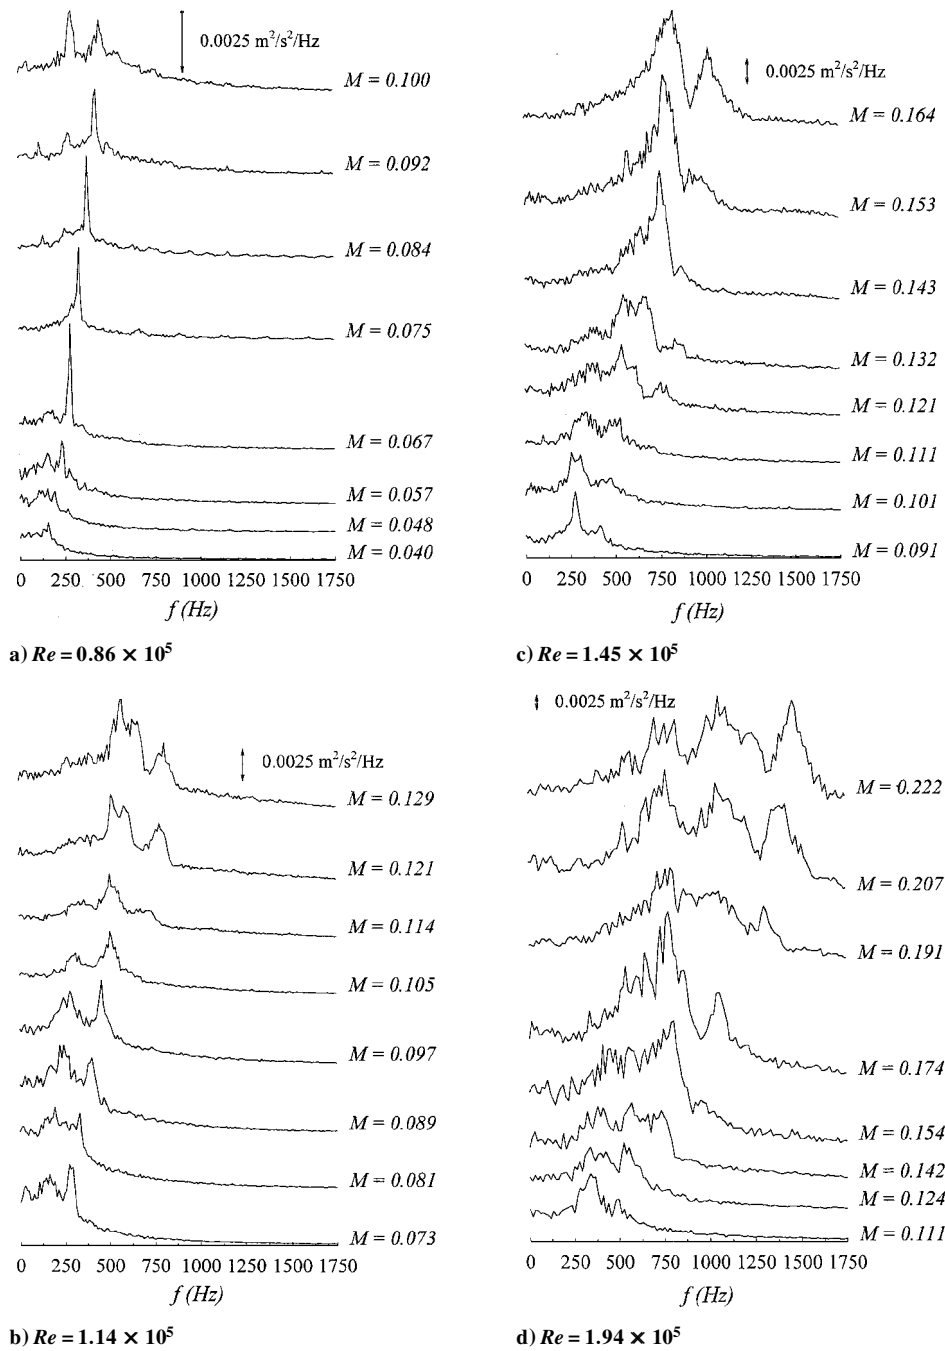 0.0025 m²/s²/Hz
M = 0.100
M = 0.092
M = 0.084
M = 0.075
M = 0.067
M = 0.057
M = 0.048
M = 0.040
0 250 500 750 1000 1250 1500 1750
f (Hz)
a) Re = 0.86 × 10⁵
0.0025 m²/s²/Hz
M = 0.164
M = 0.153
M = 0.143
M = 0.132
M = 0.121
M = 0.111
M = 0.101
M = 0.091
0 250 500 750 1000 1250 1500 1750
f (Hz)
c) Re = 1.45 × 10⁵
0.0025 m²/s²/Hz
M = 0.129
M = 0.121
M = 0.114
M = 0.105
M = 0.097
M = 0.089
M = 0.081
M = 0.073
0 250 500 750 1000 1250 1500 1750
f (Hz)
b) Re = 1.14 × 10⁵
0.0025 m²/s²/Hz
M = 0.222
M = 0.207
M = 0.191
M = 0.174
M = 0.154
M = 0.142
M = 0.124
M = 0.111
0 250 500 750 1000 1250 1500 1750
f (Hz)
d) Re = 1.94 × 10⁵